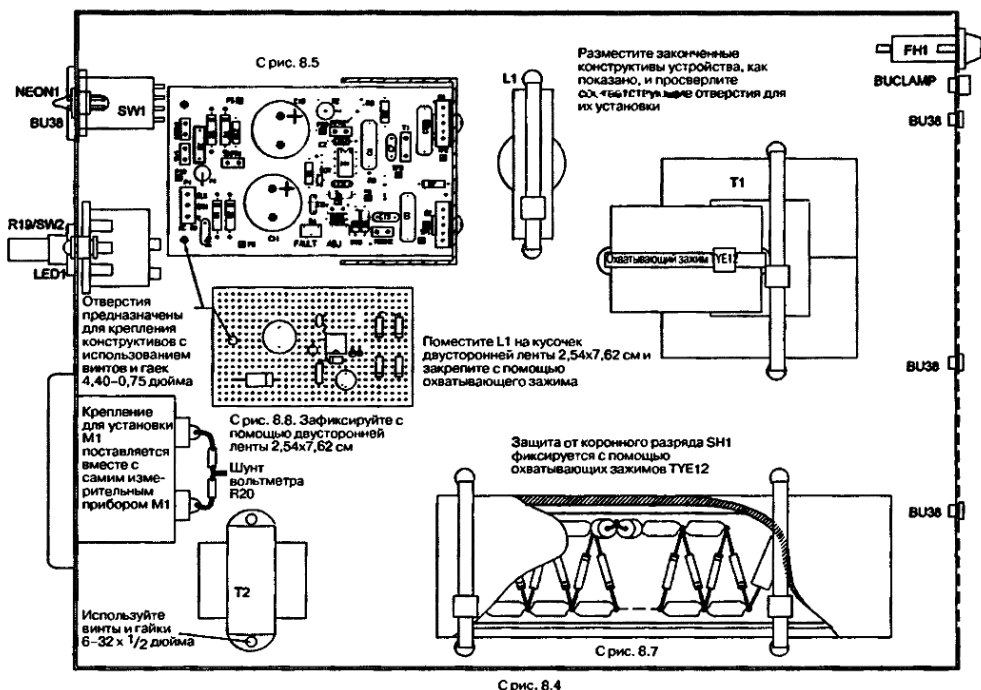 С рис. 8.5
Разместите законченные
конструктивы устройства, как
показано, и просверлите
соответствующие отверстия для
их установки
FH1
BUCLAMP
BU38
NEON1
BU38
SW1
L1
T1
Охватывающий зажим TYE12
R19/SW2
LED1
FAULT
ADJ
Отверстия
предназначены
для крепления
конструктивов с
использованием
винтов и гаек
4,40–0,75 дюйма
Поместите L1 на кусочек
двусторонней ленты 2,54x7,62 см и
закрепите с помощью
охватывающего зажима
BU38
С рис. 8.8. Зафиксируйте с
помощью двусторонней
ленты 2,54x7,62 см
Крепление
для установки
М1
поставляется
вместе с
самим изме-
рительным
прибором М1
Шунт
вольтметра
R20
Защита от коронного разряда SH1
фиксируется с помощью
охватывающих зажимов TYE12
BU38
T2
Используйте
винты и гайки
6–32 x 1/2 дюйма
С рис. 8.7
С рис. 8.4